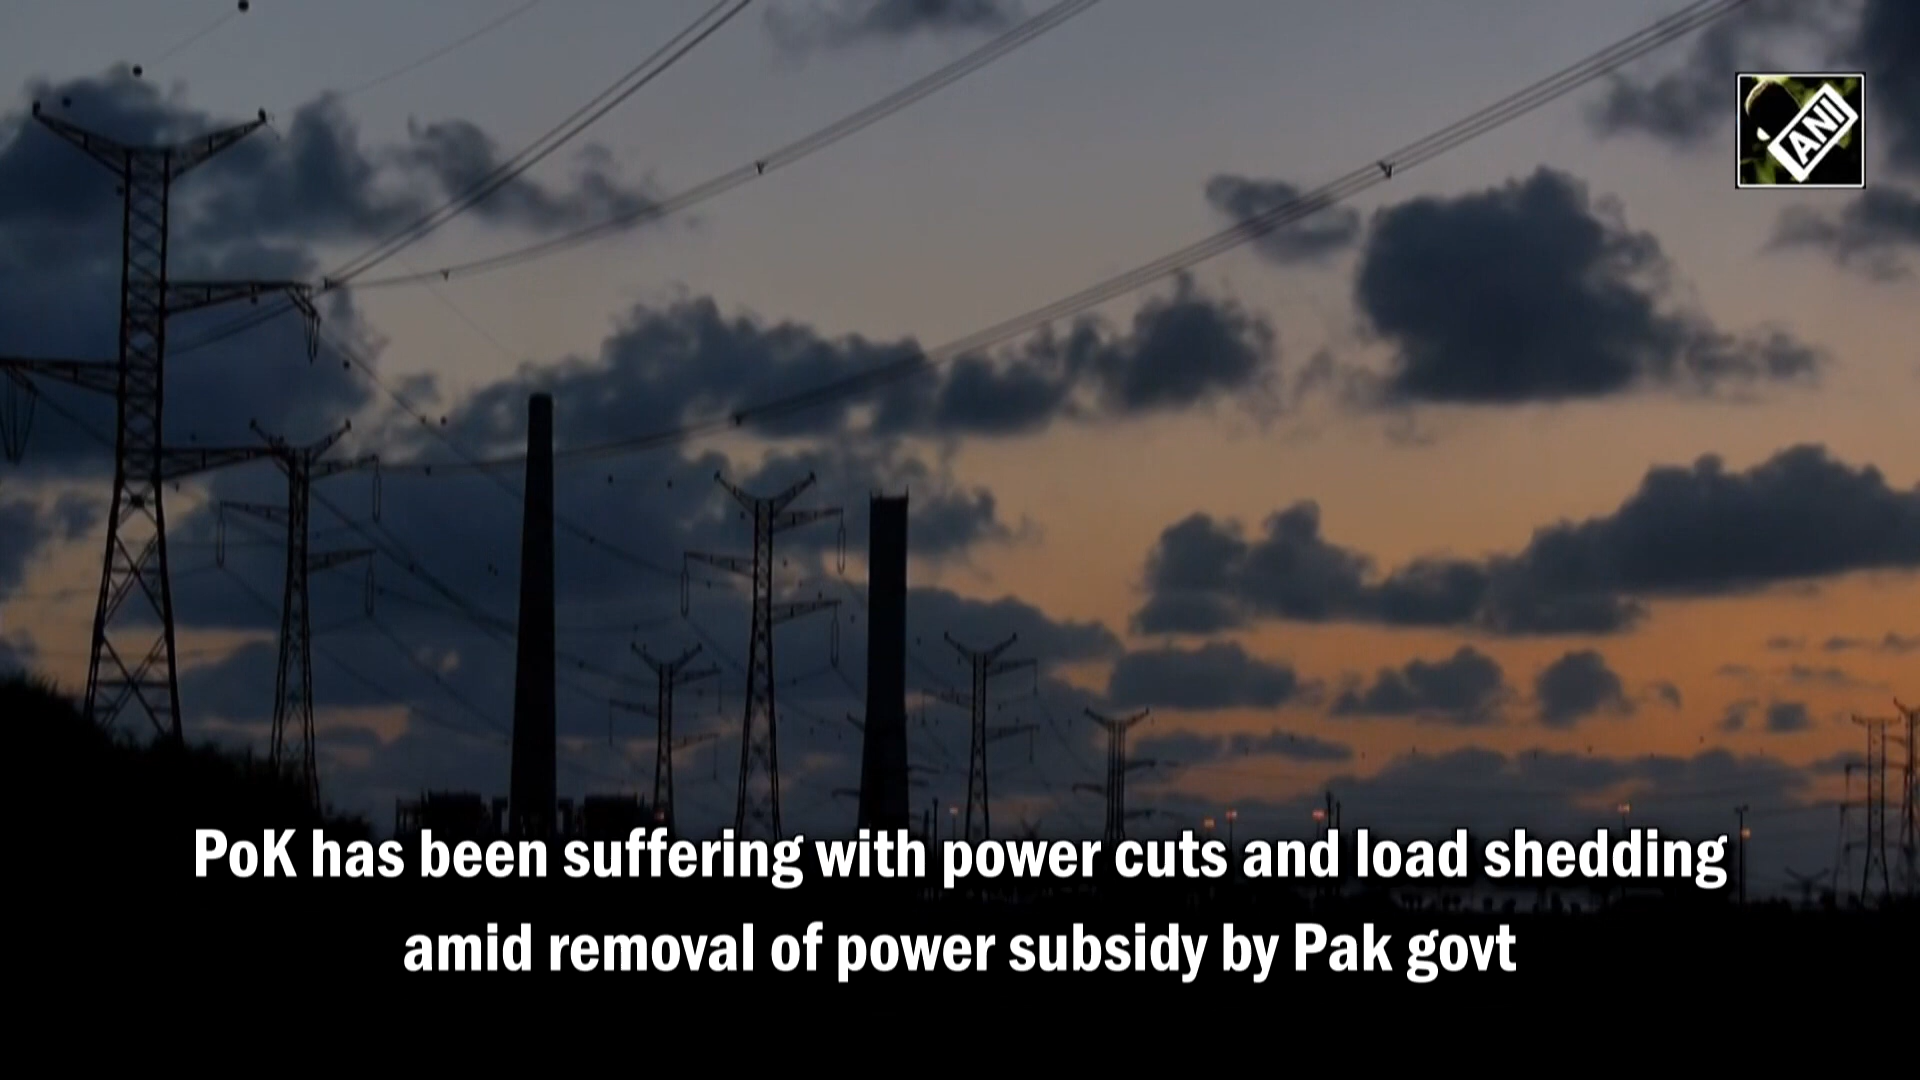 ANI
PoK has been suffering with power cuts and load shedding
amid removal of power subsidy by Pak govt